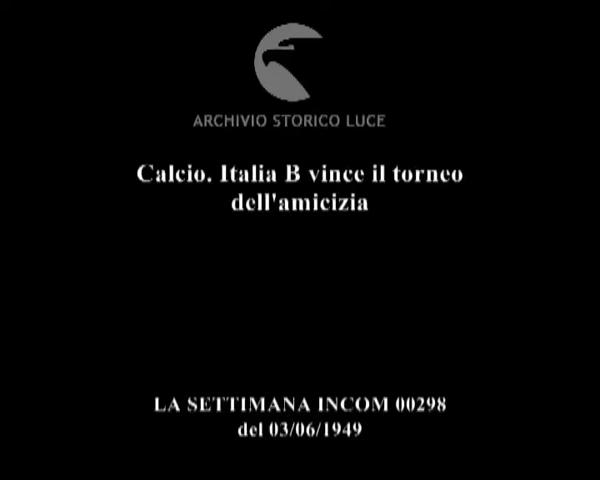 ARCHIVIO STORICO LUCE
Calcio. Italia B vince il torneo
dell'amicizia
LA SETTIMANA INCOM 00298
del 03/06/1949